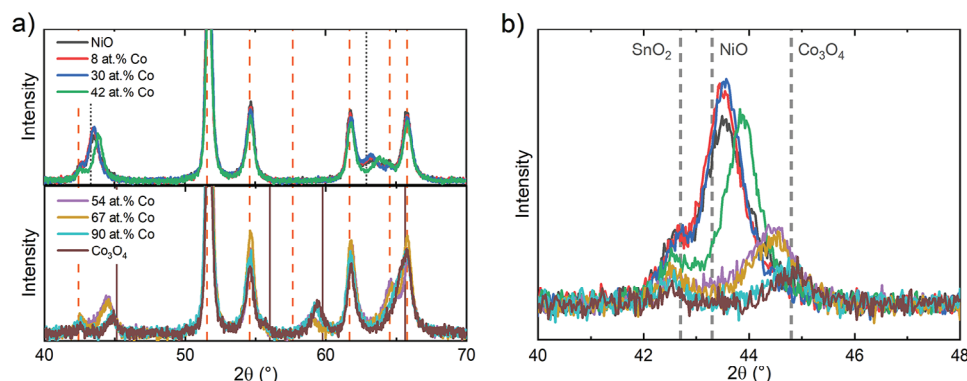 a)
Intensity
NiO
8 at.% Co
30 at.% Co
42 at.% Co
Intensity
54 at.% Co
67 at.% Co
90 at.% Co
Co₃O₄
40 50 60 70
2θ (°)
b)
SnO₂ NiO Co₃O₄
Intensity
40 42 44 46 48
2θ (°)